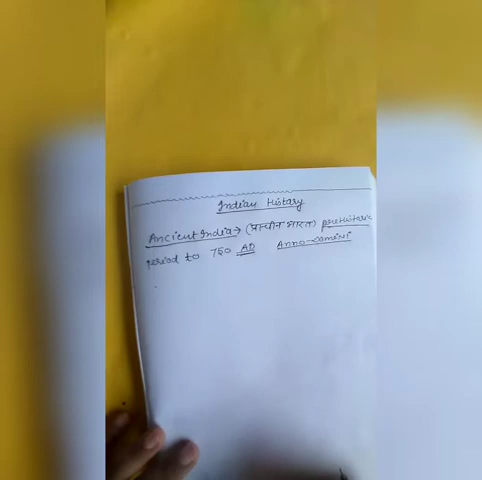 Indian History
Ancient India → (प्राचीन भारत) prehistoric
period to 750 AD Anno-Domini